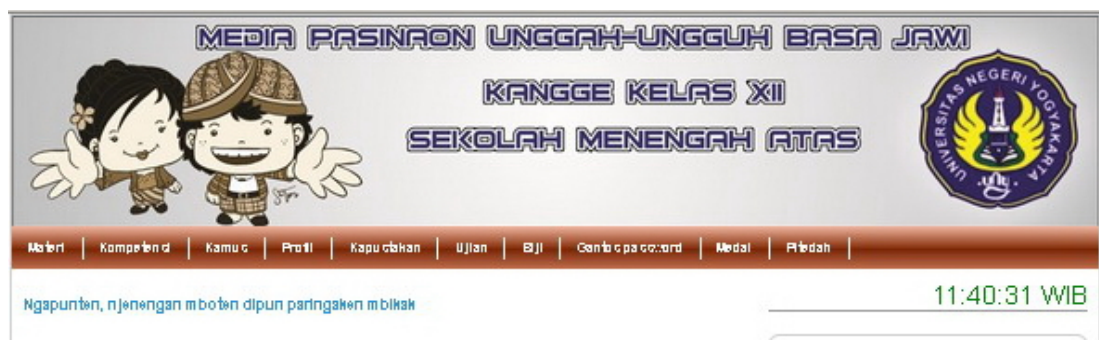 MEDIA PASINAON UNGGAH-UNGGUH BASA JAWI
KANGGE KELAS XII
SEKOLAH MENENGAH ATAS
UNIVERSITAS NEGERI YOGYAKARTA
Materi | Kompetensi | Kamus | Profil | Kapustakan | Ujian | Biji | Gantos password | Medal | Pitedah |
11:40:31 WIB
Ngapunten, njenengan mboten dipun paringaken mbikak